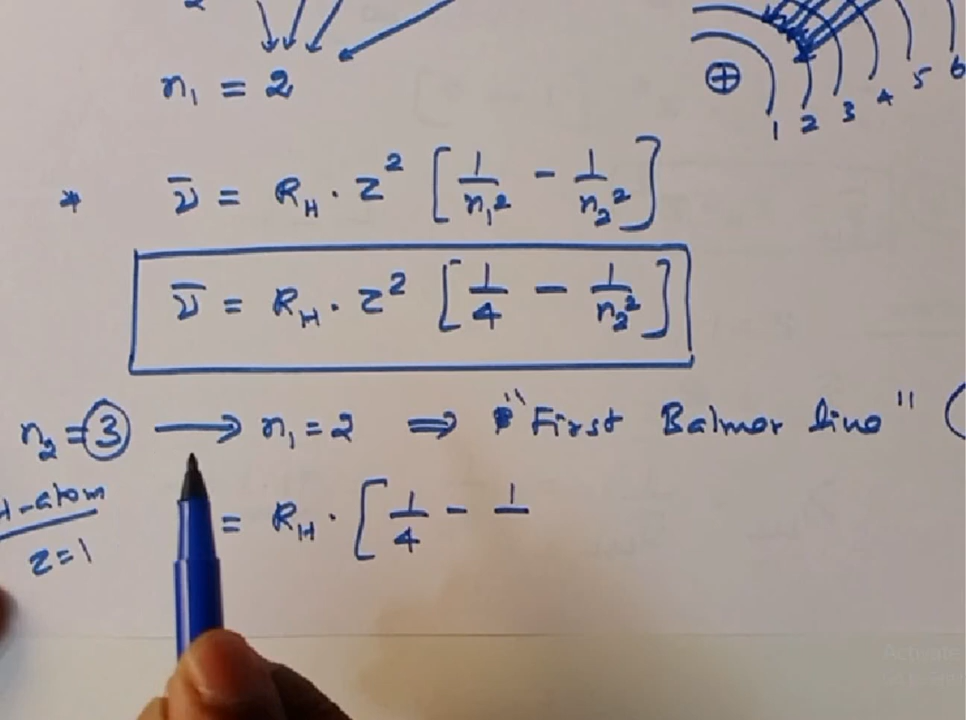 n₁ = 2
⊕ 1 2 3 4 5 6
* ν̅ = R_H . Z² [1/n₁² - 1/n₂²]
ν̅ = R_H . Z² [1/4 - 1/n₂²]
n₂ = 3 → n₁ = 2 ⇒ "First Balmer line" (
H-atom
= R_H . [1/4 - 1/
Z=1
Activate